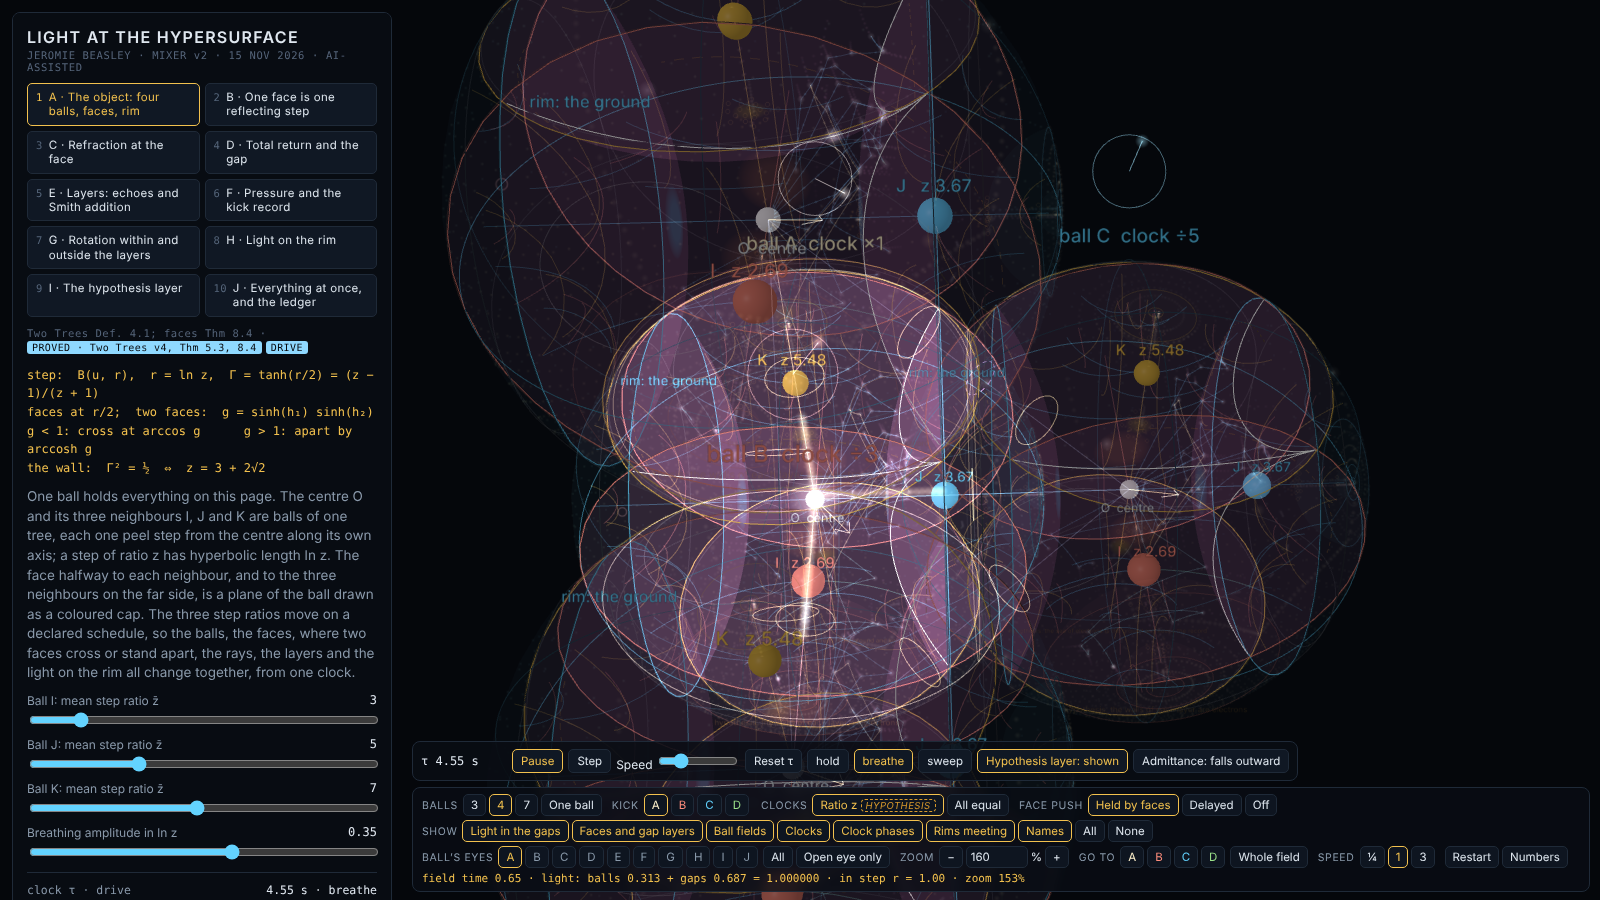 LIGHT AT THE HYPERSURFACE
JEROMIE BEASLEY · MIXER v2 · 15 NOV 2026 · AI-
ASSISTED
1 A · The object: four
balls, faces, rim
2 B · One face is one
reflecting step
3 C · Refraction at the
face
4 D · Total return and the
gap
5 E · Layers: echoes and
Smith addition
6 F · Pressure and the
kick record
7 G · Rotation within and
outside the layers
8 H · Light on the rim
9 I · The hypothesis layer
10 J · Everything at once,
and the ledger
Two Trees Def. 4.1; faces Thm 8.4 ·
PROVED · Two Trees v4, Thm 5.3, 8.4 DRIVE
step: B(u, r), r = ln z, Γ = tanh(r/2) = (z −
1)/(z + 1)
faces at r/2; two faces: g = sinh(h₁) sinh(h₂)
g < 1: cross at arccos g g > 1: apart by
arccosh g
the wall: Γ² = ½ ⇔ z = 3 + 2√2
One ball holds everything on this page. The centre O
and its three neighbours I, J and K are balls of one
tree, each one peel step from the centre along its own
axis; a step of ratio z has hyperbolic length ln z. The
face halfway to each neighbour, and to the three
neighbours on the far side, is a plane of the ball drawn
as a coloured cap. The three step ratios move on a
declared schedule, so the balls, the faces, where two
faces cross or stand apart, the rays, the layers and the
light on the rim all change together, from one clock.
Ball I: mean step ratio z̄ 3
Ball J: mean step ratio z̄ 5
Ball K: mean step ratio z̄ 7
Breathing amplitude in ln z 0.35
clock τ · drive 4.55 s · breathe
rim: the ground
J z 3.67
ball A clock ×1
O centre
I z 2.69
ball C clock ÷5
K z 5.48
rim: the ground
rim: the ground
K z 5.48
J z 3.67
J z 3.67
O centre
O centre
I z 2.69
z 2.69
rim: the ground
K z 5.48
τ 4.55 s Pause Step Speed Reset τ hold breathe sweep Hypothesis layer: shown Admittance: falls outward
BALLS 3 4 7 One ball KICK A B C D CLOCKS Ratio z HYPOTHESIS All equal FACE PUSH Held by faces Delayed Off
SHOW Light in the gaps Faces and gap layers Ball fields Clocks Clock phases Rims meeting Names All None
BALL'S EYES A B C D E F G H I J All Open eye only ZOOM − 160 % + GO TO A B C D Whole field SPEED ¼ 1 3 Restart Numbers
field time 0.65 · light: balls 0.313 + gaps 0.687 = 1.000000 · in step r = 1.00 · zoom 153%